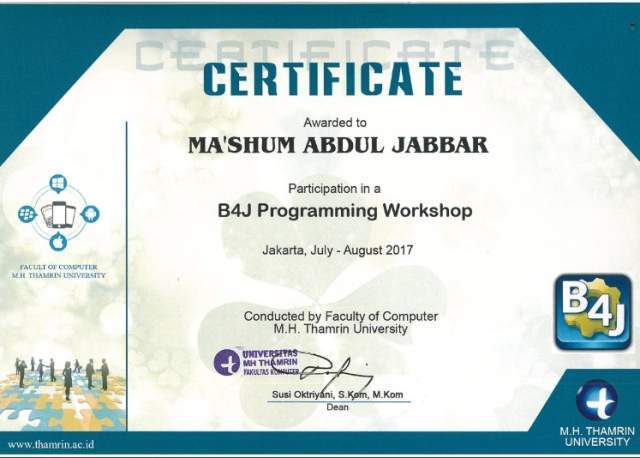 CERTIFICATE
CERTIFICATE
Awarded to
MA'SHUM ABDUL JABBAR
Participation in a
B4J Programming Workshop
Jakarta, July - August 2017
FACULT OF COMPUTER
M.H. THAMRIN UNIVERSITY
B4J
Conducted by Faculty of Computer
M.H. Thamrin University
UNIVERSITAS
MH THAMRIN
FAKULTAS KOMPUTER
Susi Oktriyani, S.Kom, M.Kom
Dean
M.H. THAMRIN
UNIVERSITY
www.thamrin.ac.id